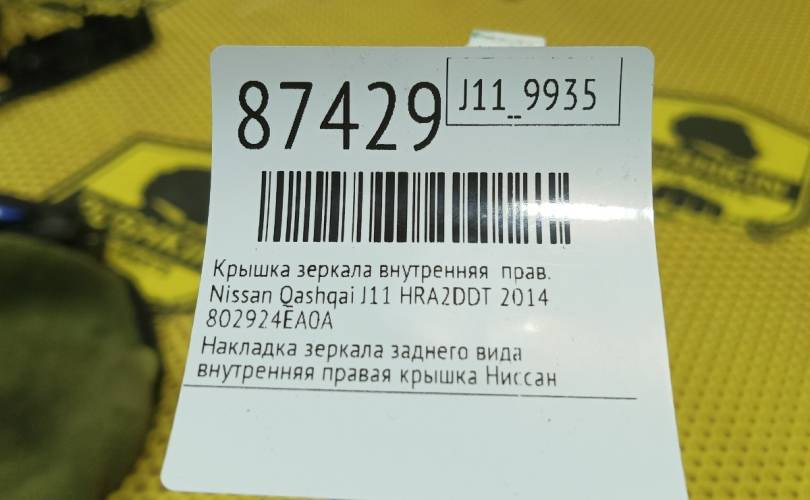 87429
J11_9935
Крышка зеркала внутренняя прав.
Nissan Qashqai J11 HRA2DDT 2014
802924EA0A
Накладка зеркала заднего вида
внутренняя правая крышка Ниссан